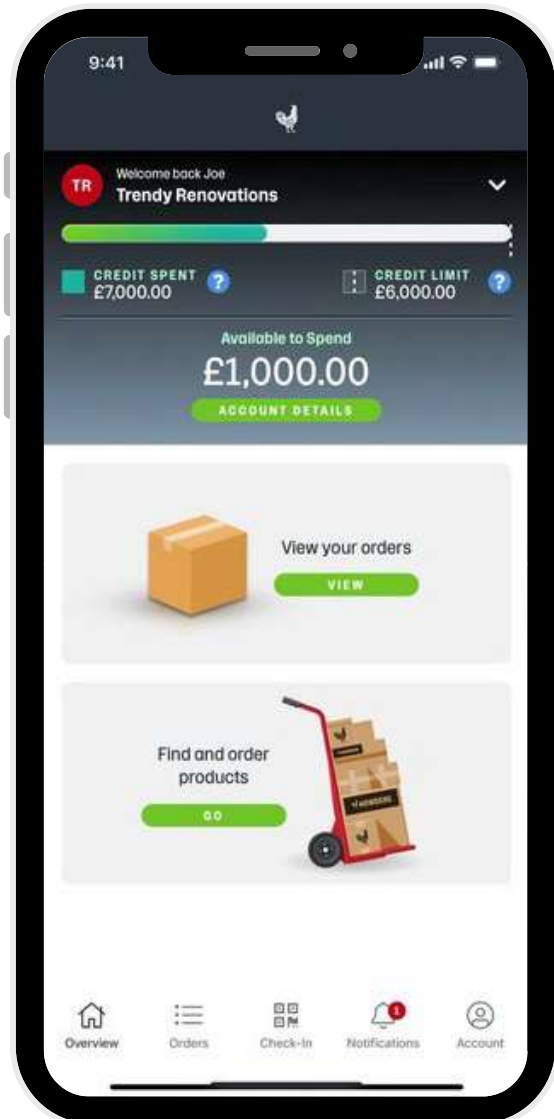 9:41
Welcome back Joe
TR
Trendy Renovations
CREDIT SPENT
£7,000.00
?
CREDIT LIMIT
£6,000.00
?
Available to Spend
£1,000.00
ACCOUNT DETAILS
View your orders
VIEW
Find and order
products
GO
HOWDENS
1
Overview
Orders
Check-In
Notifications
Account